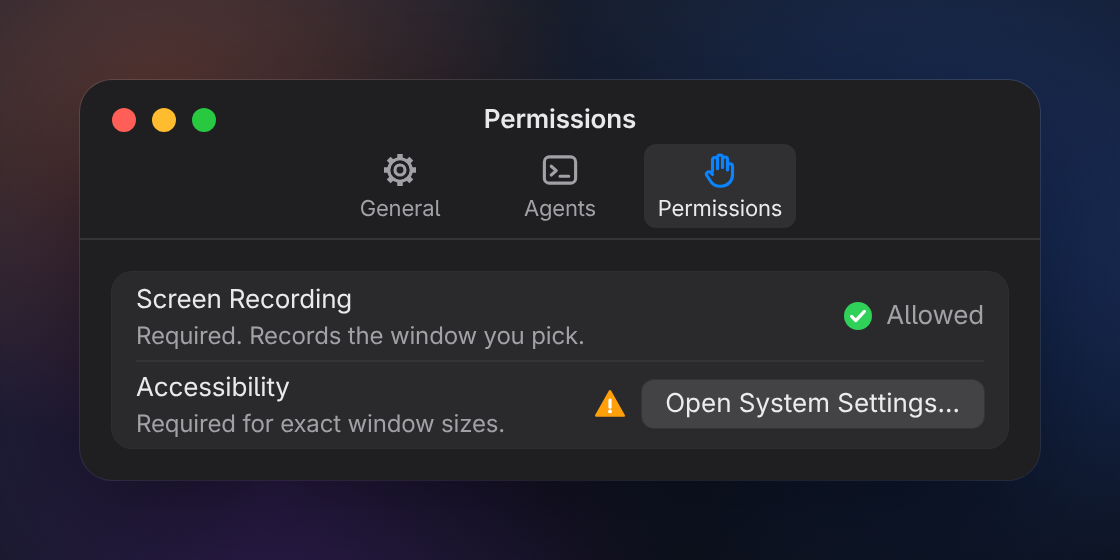 Permissions
General
Agents
Permissions
Screen Recording
Required. Records the window you pick.
Allowed
Accessibility
Required for exact window sizes.
Open System Settings...